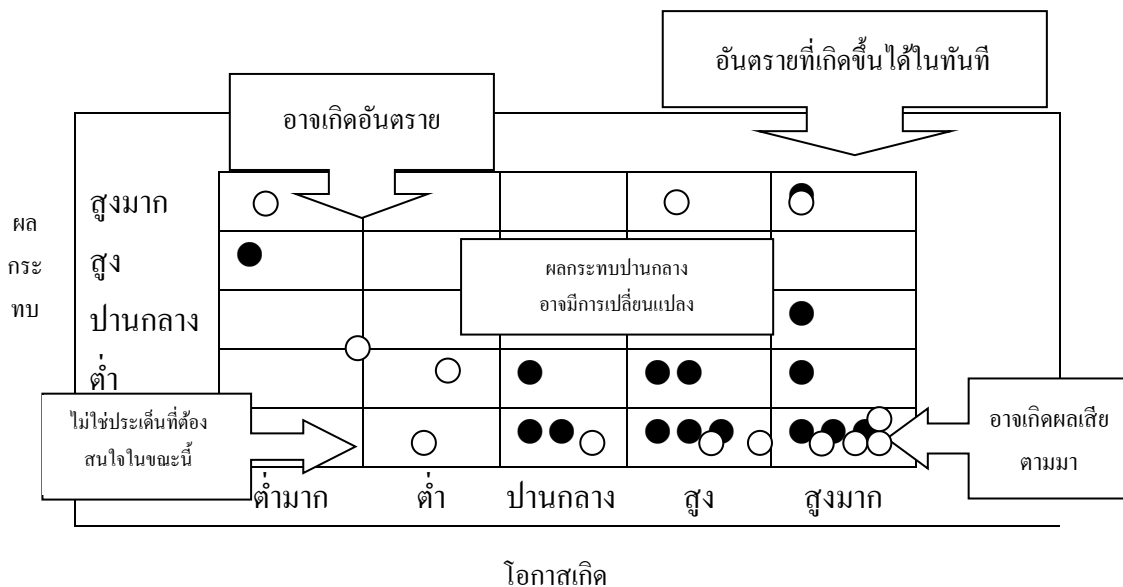 อันตรายที่เกิดขึ้นได้ในทันที
อาจเกิดอันตราย
ผล
กระ
ทบ
สูงมาก
สูง
ปานกลาง
ต่ำ
ผลกระทบปานกลาง
อาจมีการเปลี่ยนแปลง
ไม่ใช่ประเด็นที่ต้อง
สนใจในขณะนี้
อาจเกิดผลเสีย
ตามมา
ต่ำมาก
ต่ำ
ปานกลาง
สูง
สูงมาก
โอกาสเกิด